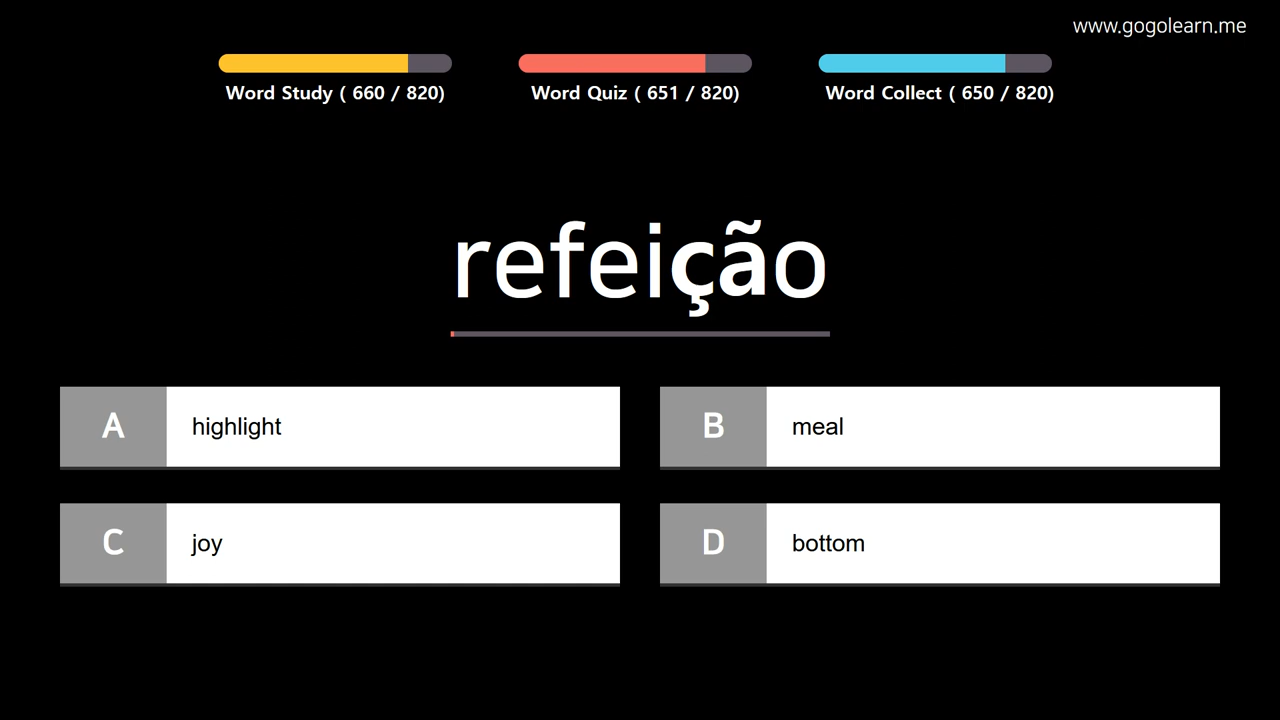 www.gogolearn.me
Word Study ( 660 / 820)
Word Quiz ( 651 / 820)
Word Collect ( 650 / 820)
refeição
A highlight
B meal
C joy
D bottom